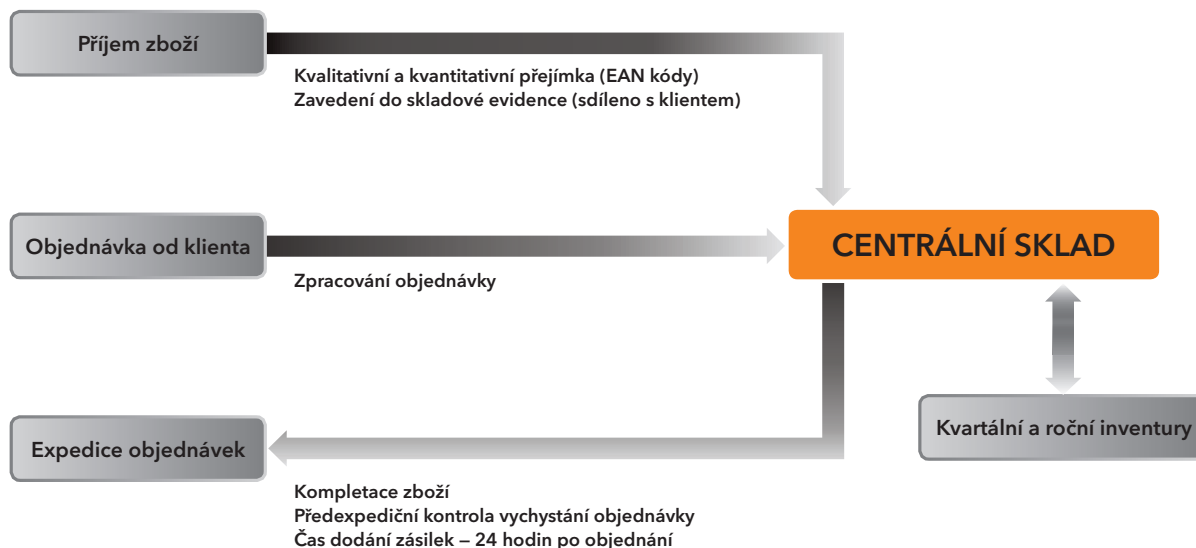 Příjem zboží
Kvalitativní a kvantitativní přejímka (EAN kódy)
Zavedení do skladové evidence (sdíleno s klientem)
Objednávka od klienta
CENTRÁLNÍ SKLAD
Zpracování objednávky
Expedice objednávek
Kvartální a roční inventury
Kompletace zboží
Předexpediční kontrola vychystání objednávky
Čas dodání zásilek – 24 hodin po objednání